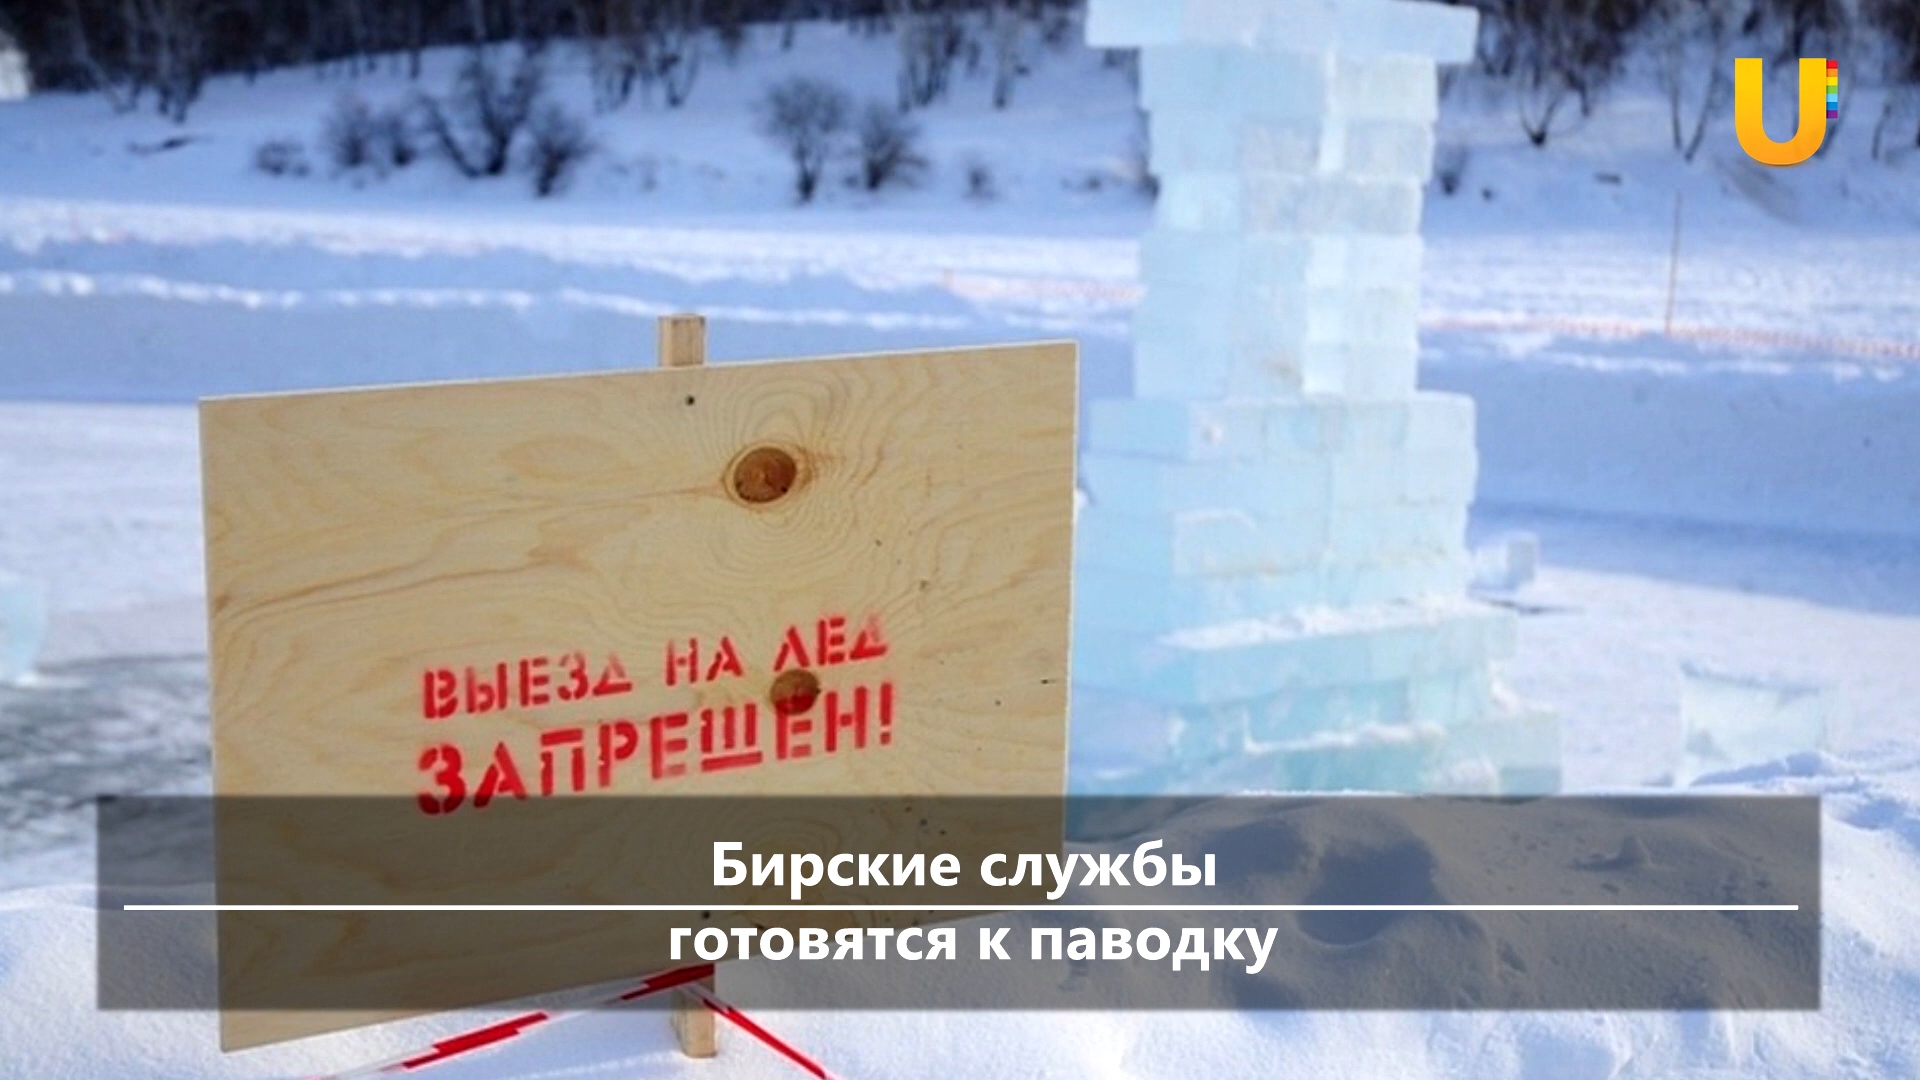 U
ВЫЕЗД НА ЛЕД
ЗАПРЕЩЕН!
Бирские службы
готовятся к паводку